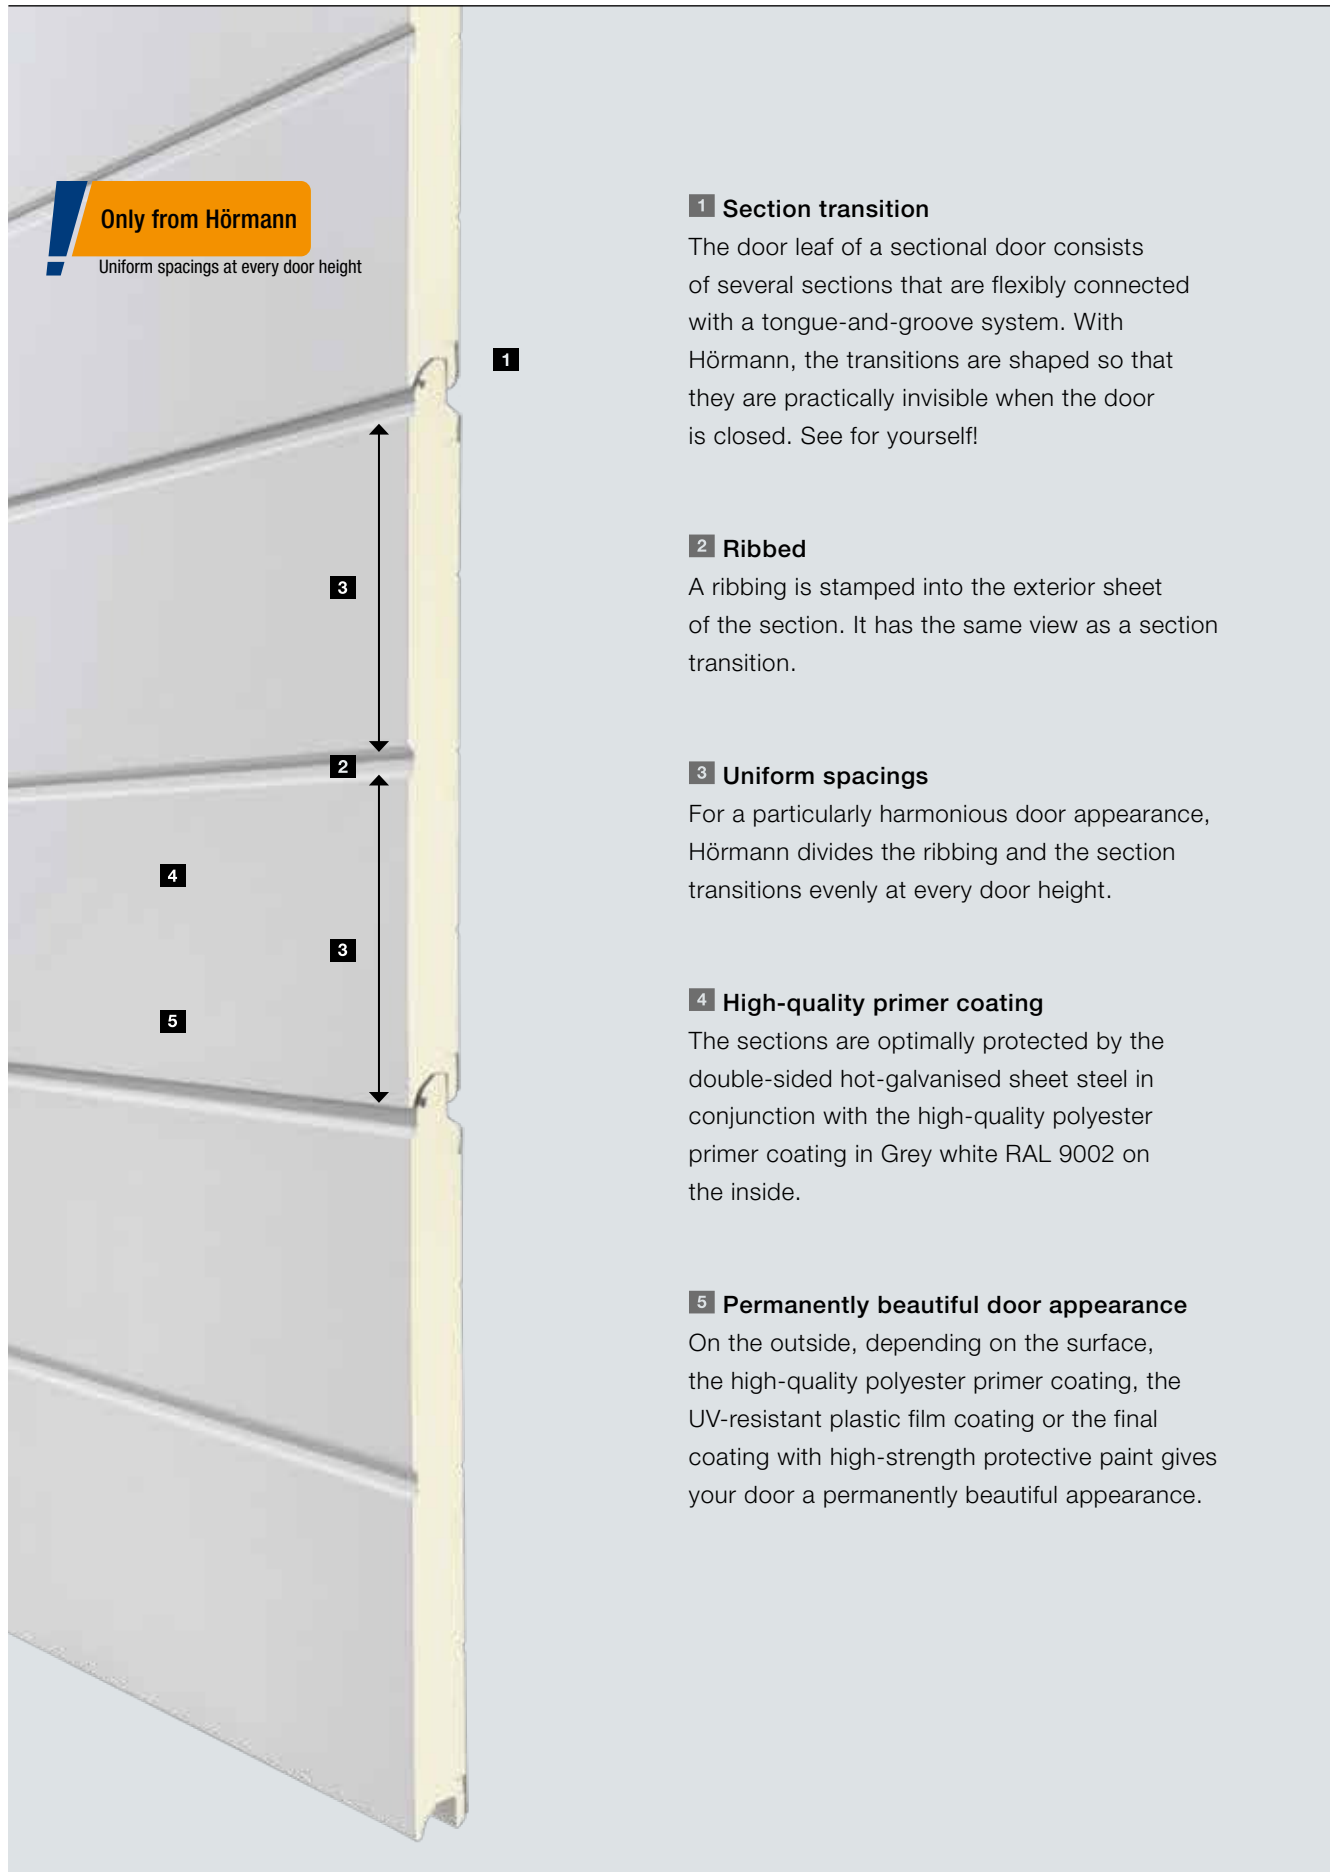 Only from Hörmann
Uniform spacings at every door height
1
3
2
4
3
5
1 Section transition
The door leaf of a sectional door consists
of several sections that are flexibly connected
with a tongue-and-groove system. With
Hörmann, the transitions are shaped so that
they are practically invisible when the door
is closed. See for yourself!
2 Ribbed
A ribbing is stamped into the exterior sheet
of the section. It has the same view as a section
transition.
3 Uniform spacings
For a particularly harmonious door appearance,
Hörmann divides the ribbing and the section
transitions evenly at every door height.
4 High-quality primer coating
The sections are optimally protected by the
double-sided hot-galvanised sheet steel in
conjunction with the high-quality polyester
primer coating in Grey white RAL 9002 on
the inside.
5 Permanently beautiful door appearance
On the outside, depending on the surface,
the high-quality polyester primer coating, the
UV-resistant plastic film coating or the final
coating with high-strength protective paint gives
your door a permanently beautiful appearance.